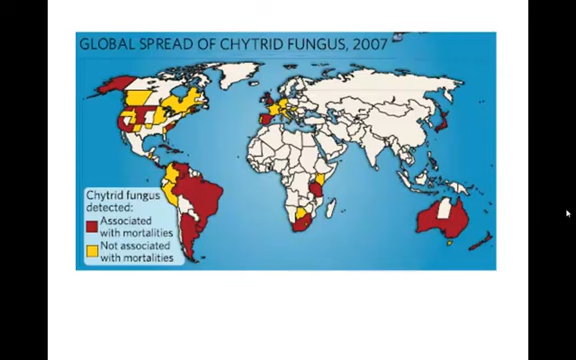 GLOBAL SPREAD OF CHYTRID FUNGUS, 2007
Chytrid fungus
detected:
Associated
with mortalities
Not associated
with mortalities